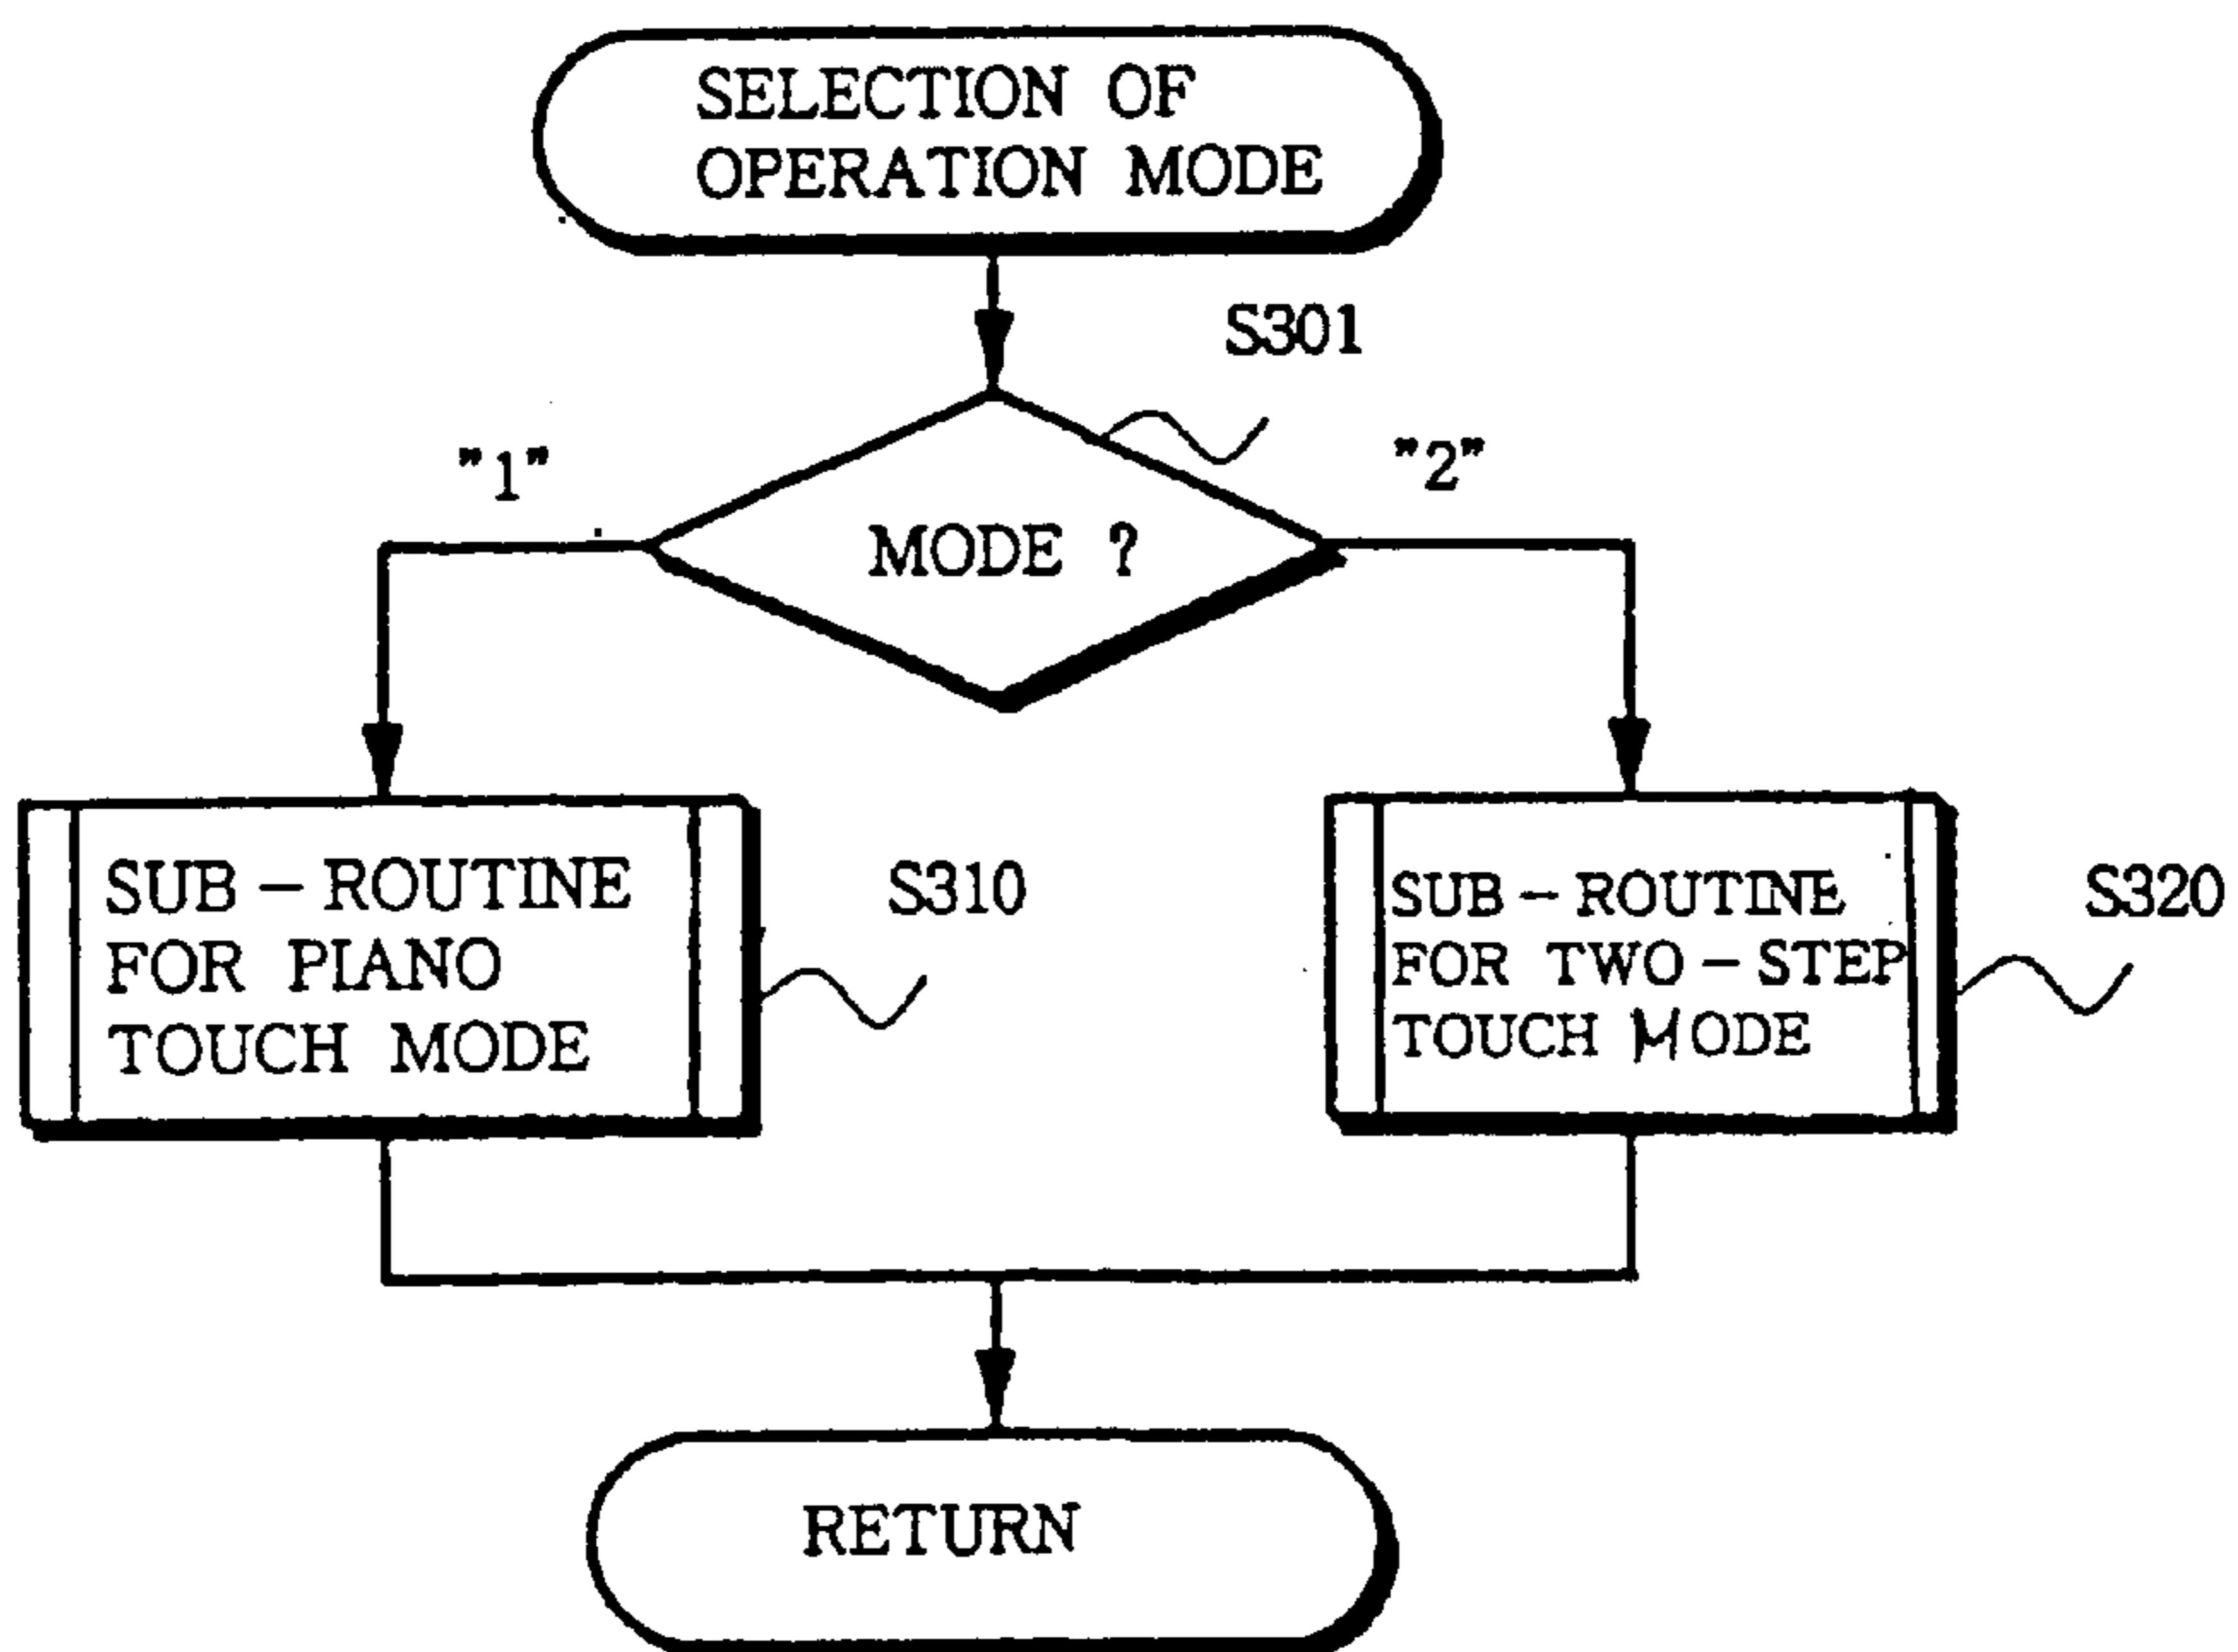 SELECTION OF
OPERATION MODE
S301
"1"
"2"
MODE ?
SUB-ROUTINE
FOR PIANO
TOUCH MODE
S310
SUB-ROUTINE
FOR TWO-STEP
TOUCH MODE
S320
RETURN